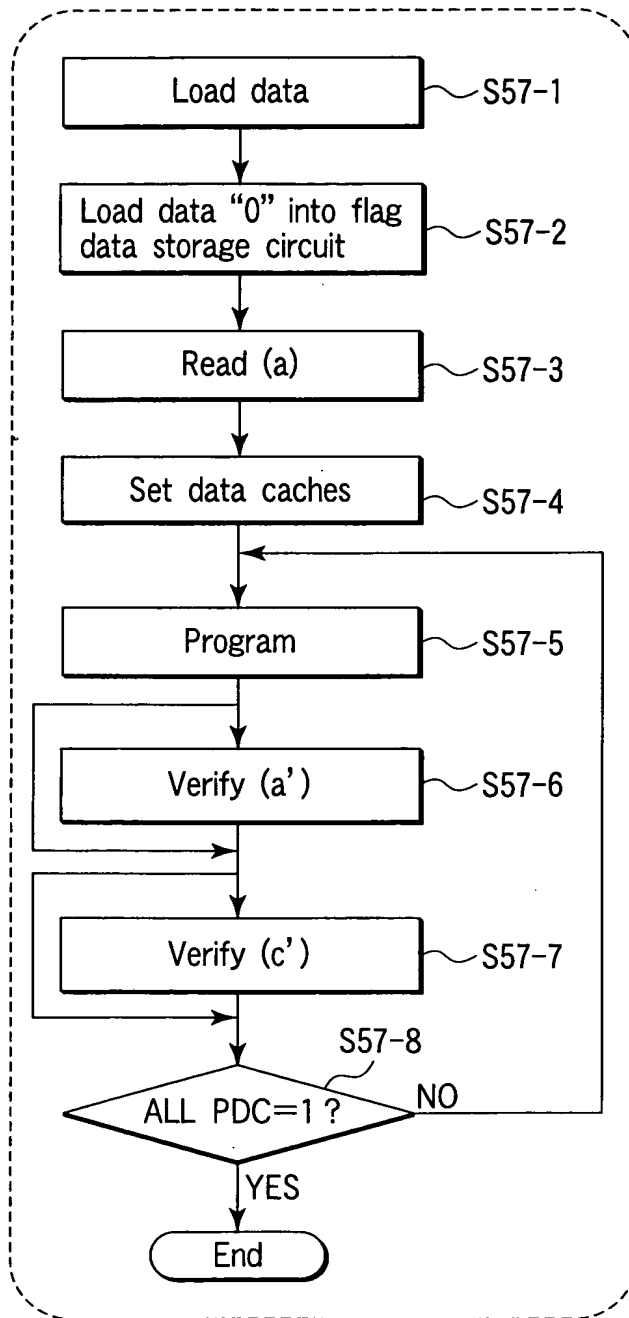 Load data
S57-1
Load data “0” into flag
data storage circuit
S57-2
Read (a)
S57-3
Set data caches
S57-4
Program
S57-5
Verify (a’)
S57-6
Verify (c’)
S57-7
S57-8
ALL PDC=1 ?
NO
YES
End